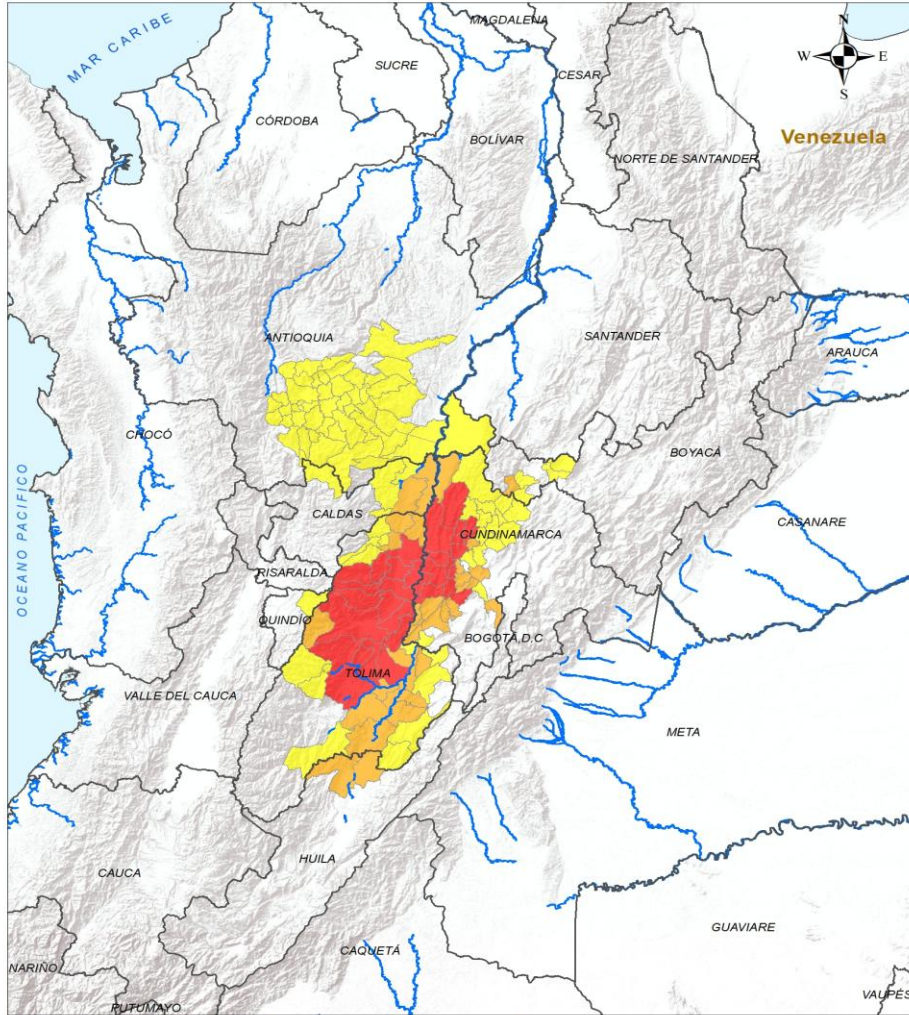 MAGDALENA
N
MAR CARIBE
SUCRE
W
E
CESAR
S
CÓRDOBA
BOLÍVAR
Venezuela
NORTE DE SANTANDER
ANTIOQUIA
SANTANDER
ARAUCA
CHOCÓ
BOYACÁ
OCEANO PACIFICO
CALDAS
CUNDINAMARCA
CASANARE
RISARALDA
QUINDÍO
BOGOTÁ D.C
TOLIMA
VALLE DEL CAUCA
META
HUILA
CAUCA
GUAVIARE
CAQUETÁ
NARIÑO
PUTUMAYO
VAUPÉS